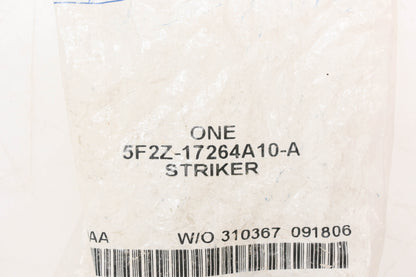 ONE
5F2Z-17264A10-A
STRIKER
AA W/O 310367 091806